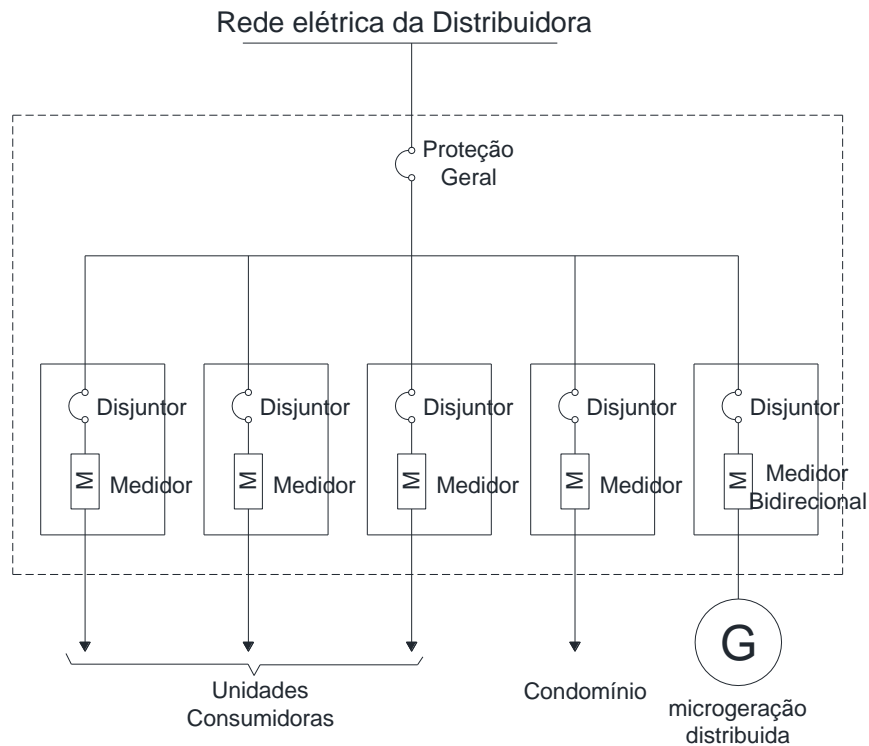 Rede elétrica da Distribuidora
Proteção
Geral
Disjuntor
Disjuntor
Disjuntor
Disjuntor
Disjuntor
M
Medidor
M
Medidor
M
Medidor
M
Medidor
M
Medidor
Bidirecional
G
Unidades
Consumidoras
Condomínio
microgeração
distribuida